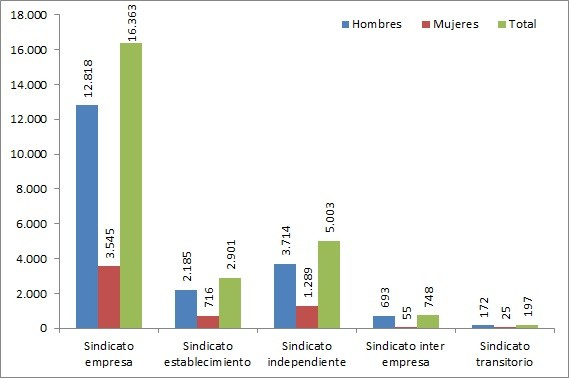 18.000
16.000
14.000
12.000
10.000
8.000
6.000
4.000
2.000
0
Hombres Mujeres Total
12.818 3.545 16.363
2.185 716 2.901
3.714 1.289 5.003
693 55 748
172 25 197
Sindicato empresa
Sindicato establecimiento
Sindicato independiente
Sindicato inter empresa
Sindicato transitorio